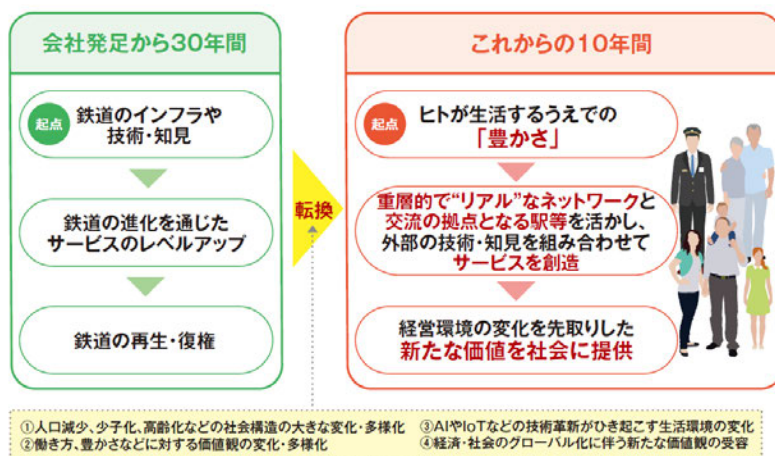 会社発足から30年間
起点
鉄道のインフラや
技術・知見
鉄道の進化を通じた
サービスのレベルアップ
鉄道の再生・復権
転換
これからの10年間
起点
ヒトが生活するうえでの
「豊かさ」
重層的で“リアル”なネットワークと
交流の拠点となる駅等を活かし、
外部の技術・知見を組み合わせて
サービスを創造
経営環境の変化を先取りした
新たな価値を社会に提供
①人口減少、少子化、高齢化などの社会構造の大きな変化・多様化
②働き方、豊かさなどに対する価値観の変化・多様化
③AIやIoTなどの技術革新がひき起こす生活環境の変化
④経済・社会のグローバル化に伴う新たな価値観の受容